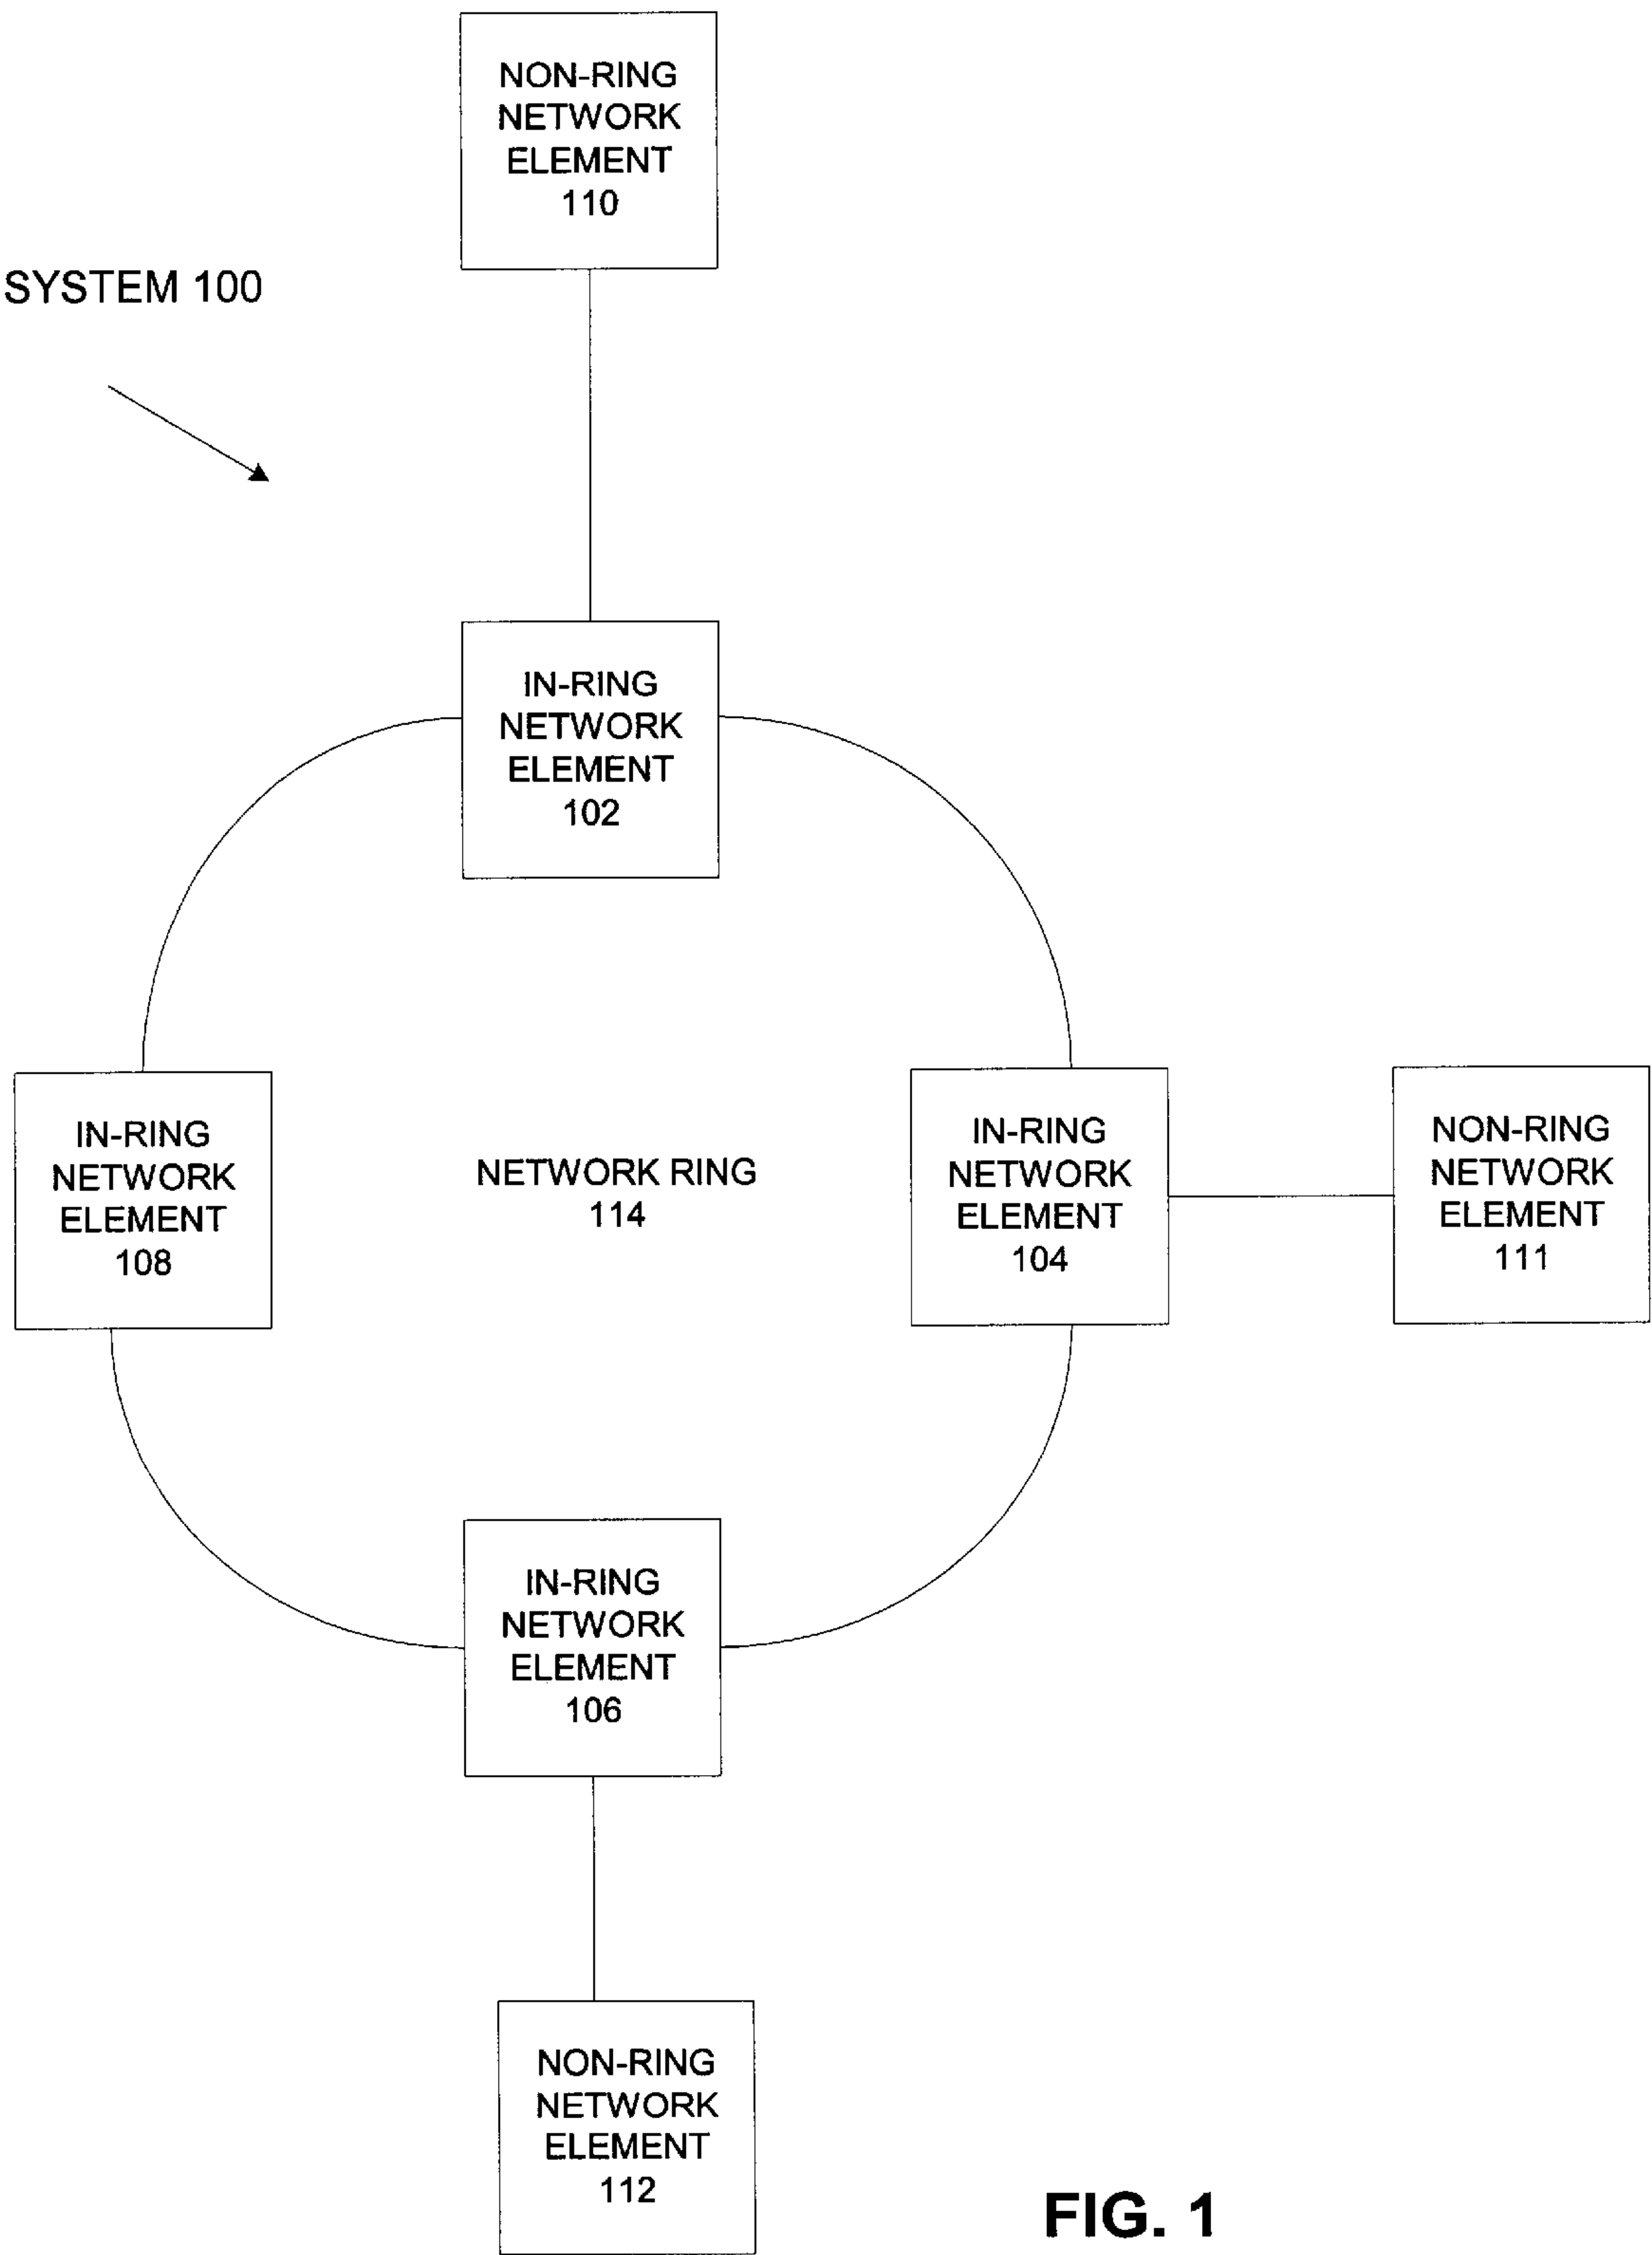 NON-RING
NETWORK
ELEMENT
110
SYSTEM 100
IN-RING
NETWORK
ELEMENT
102
IN-RING
NETWORK
ELEMENT
108
NETWORK RING
114
IN-RING
NETWORK
ELEMENT
104
NON-RING
NETWORK
ELEMENT
111
IN-RING
NETWORK
ELEMENT
106
NON-RING
NETWORK
ELEMENT
112
FIG. 1